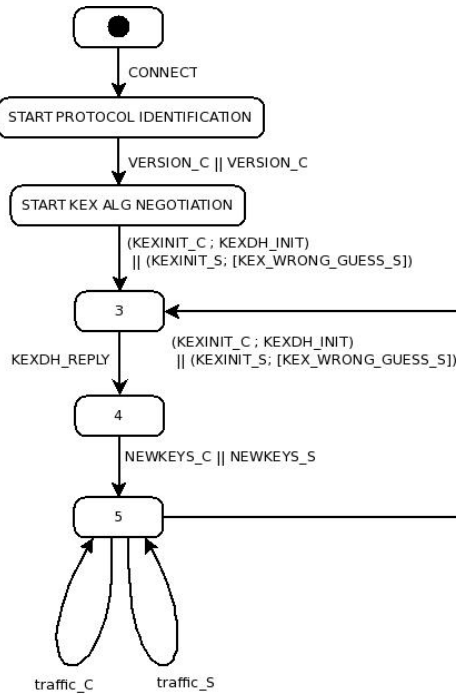 CONNECT
START PROTOCOL IDENTIFICATION
VERSION_C || VERSION_C
START KEX ALG NEGOTIATION
(KEXINIT_C ; KEXDH_INIT)
|| (KEXINIT_S; [KEX_WRONG_GUESS_S])
3
(KEXINIT_C ; KEXDH_INIT)
|| (KEXINIT_S; [KEX_WRONG_GUESS_S])
KEXDH_REPLY
4
NEWKEYS_C || NEWKEYS_S
5
traffic_C
traffic_S